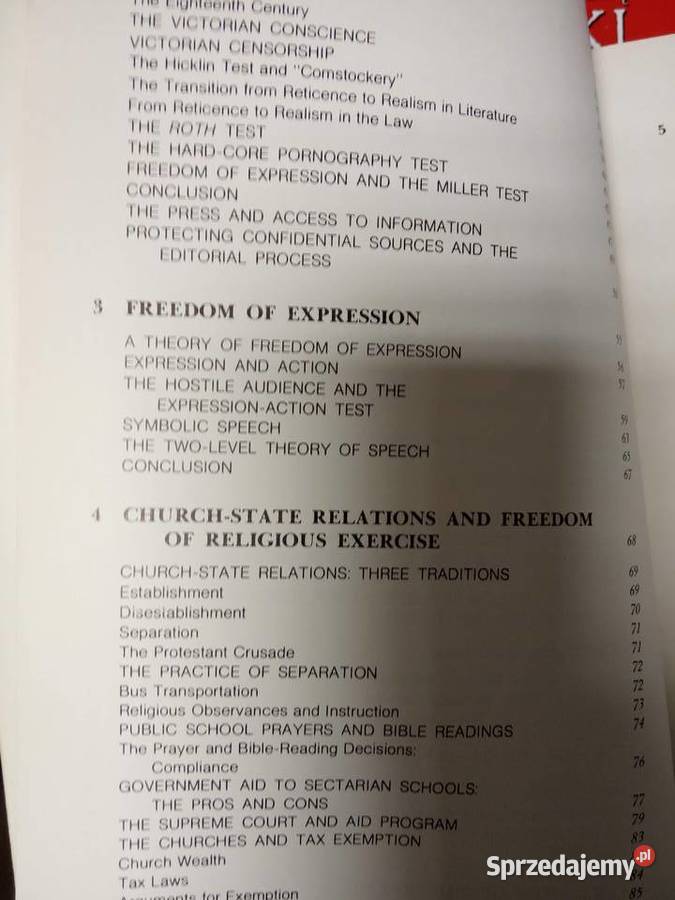 The Eighteenth Century
THE VICTORIAN CONSCIENCE
VICTORIAN CENSORSHIP
The Hicklin Test and "Comstockery"
The Transition from Reticence to Realism in Literature
From Reticence to Realism in the Law
THE ROTH TEST
THE HARD-CORE PORNOGRAPHY TEST
FREEDOM OF EXPRESSION AND THE MILLER TEST
CONCLUSION
THE PRESS AND ACCESS TO INFORMATION
PROTECTING CONFIDENTIAL SOURCES AND THE
EDITORIAL PROCESS
3 FREEDOM OF EXPRESSION
A THEORY OF FREEDOM OF EXPRESSION 55
EXPRESSION AND ACTION 56
THE HOSTILE AUDIENCE AND THE 57
EXPRESSION-ACTION TEST
SYMBOLIC SPEECH 59
THE TWO-LEVEL THEORY OF SPEECH 63
CONCLUSION 65
67
4 CHURCH-STATE RELATIONS AND FREEDOM
OF RELIGIOUS EXERCISE 68
CHURCH-STATE RELATIONS: THREE TRADITIONS 69
Establishment 69
Disestablishment 70
Separation 71
The Protestant Crusade 71
THE PRACTICE OF SEPARATION 72
Bus Transportation 72
Religious Observances and Instruction 73
PUBLIC SCHOOL PRAYERS AND BIBLE READINGS 74
The Prayer and Bible-Reading Decisions:
Compliance 76
GOVERNMENT AID TO SECTARIAN SCHOOLS:
THE PROS AND CONS 77
THE SUPREME COURT AND AID PROGRAM 79
THE CHURCHES AND TAX EXEMPTION 83
Church Wealth
Tax Laws 84
Arguments for Exemption 85
5
KI
Sprzedajemy.pl